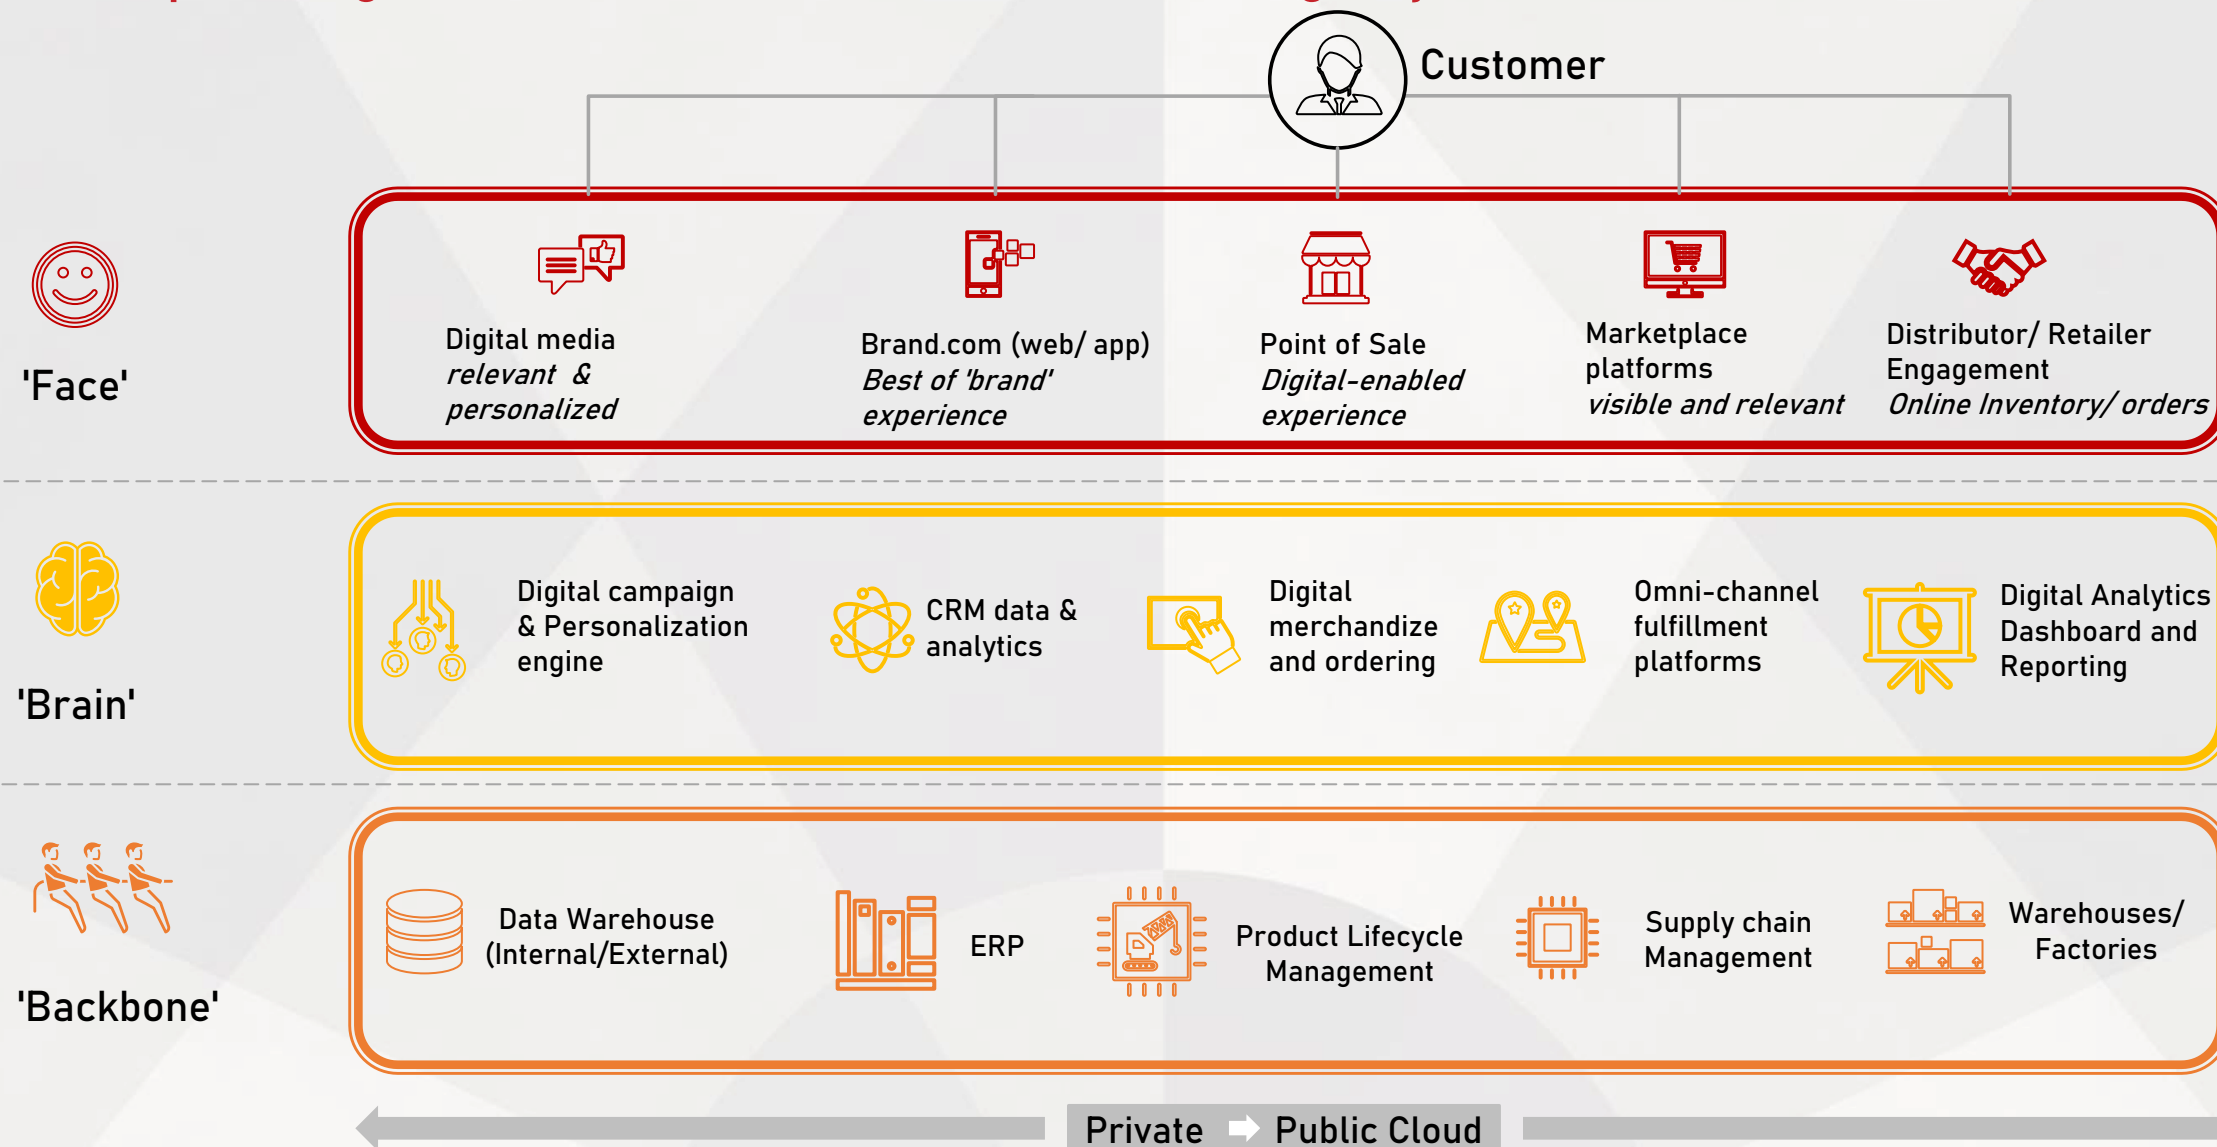 Customer
'Face'
Digital media
relevant & 
personalized
Brand.com (web/ app)
Best of 'brand'
experience
Point of Sale
Digital-enabled
experience
Marketplace
platforms
visible and relevant
Distributor/ Retailer
Engagement
Online Inventory/ orders
'Brain'
Digital campaign
& Personalization
engine
CRM data &
analytics
Digital
merchandize
and ordering
Omni-channel
fulfillment
platforms
Digital Analytics
Dashboard and
Reporting
'Backbone'
Data Warehouse
(Internal/External)
ERP
Product Lifecycle
Management
Supply chain
Management
Warehouses/
Factories
Private Public Cloud